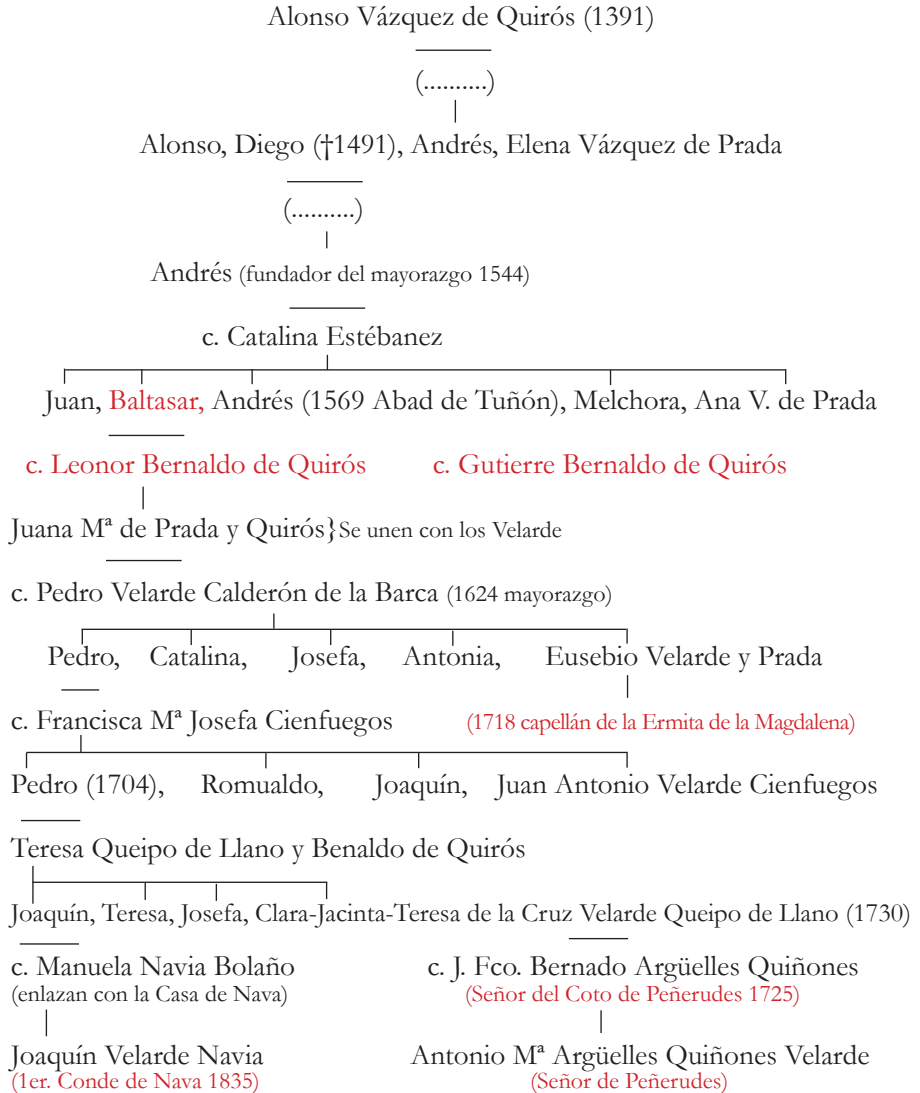 Alonso Vázquez de Quirós (1391)
(..........)
Alonso, Diego (†1491), Andrés, Elena Vázquez de Prada
(..........)
Andrés (fundador del mayorazgo 1544)
c. Catalina Estébanez
Juan, Baltasar, Andrés (1569 Abad de Tuñón), Melchora, Ana V. de Prada
c. Leonor Bernaldo de Quirós c. Gutierre Bernaldo de Quirós
Juana Mª de Prada y Quirós}Se unen con los Velarde
c. Pedro Velarde Calderón de la Barca (1624 mayorazgo)
Pedro, Catalina, Josefa, Antonia, Eusebio Velarde y Prada
c. Francisca Mª Josefa Cienfuegos (1718 capellán de la Ermita de la Magdalena)
Pedro (1704), Romualdo, Joaquín, Juan Antonio Velarde Cienfuegos
Teresa Queipo de Llano y Benaldo de Quirós
Joaquín, Teresa, Josefa, Clara-Jacinta-Teresa de la Cruz Velarde Queipo de Llano (1730)
c. Manuela Navia Bolaño c. J. Fco. Bernado Argüelles Quiñones
(enlazan con la Casa de Nava) (Señor del Coto de Peñerudes 1725)
Joaquín Velarde Navia Antonio Mª Argüelles Quiñones Velarde
(1er. Conde de Nava 1835) (Señor de Peñerudes)